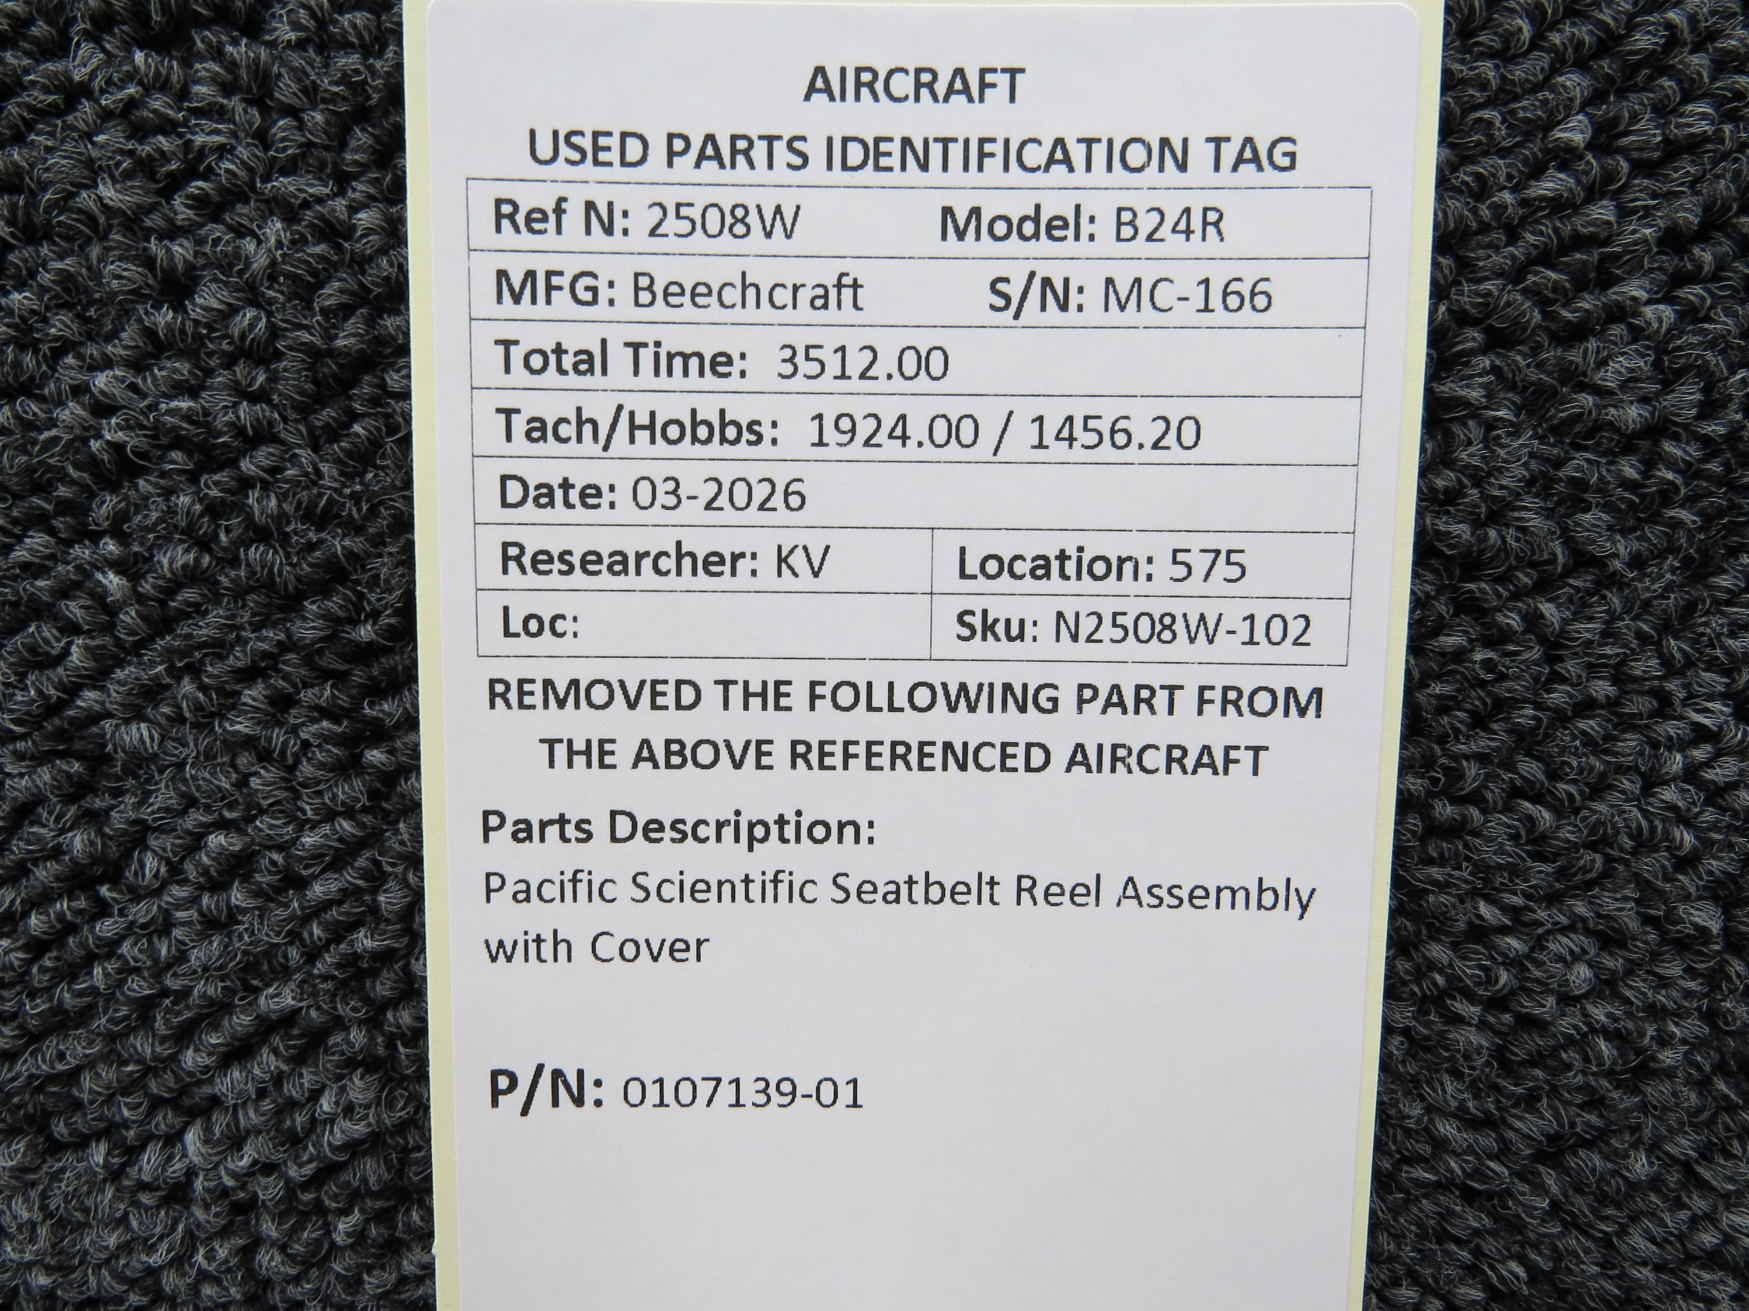 AIRCRAFT
USED PARTS IDENTIFICATION TAG
Ref N: 2508W Model: B24R
MFG: Beechcraft S/N: MC-166
Total Time: 3512.00
Tach/Hobbs: 1924.00 / 1456.20
Date: 03-2026
Researcher: KV Location: 575
Loc: Sku: N2508W-102
REMOVED THE FOLLOWING PART FROM
THE ABOVE REFERENCED AIRCRAFT
Parts Description:
Pacific Scientific Seatbelt Reel Assembly
with Cover
P/N: 0107139-01